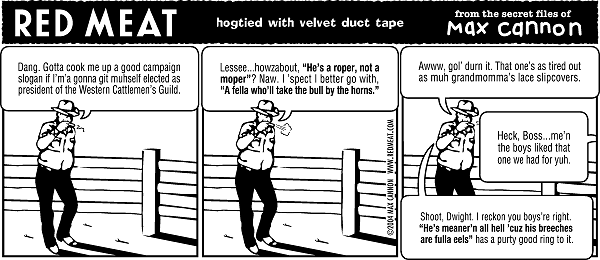 RED MEAT
hogtied with velvet duct tape
from the secret files of
Max Cannon
Dang. Gotta cook me up a good campaign
slogan if I'm a gonna git muhself elected as
president of the Western Cattlemen's Guild.
Lessee...howzabout, "He's a roper, not a
moper"? Naw. I 'spect I better go with,
"A fella who'll take the bull by the horns."
©2004 MAX CANNON WWW.REDMEAT.COM
Awww, gol' durn it. That one's as tired out
as muh grandmomma's lace slipcovers.
Heck, Boss...me'n
the boys liked that
one we had for yuh.
Shoot, Dwight. I reckon you boys're right.
"He's meaner'n all hell 'cuz his breeches
are fulla eels" has a purty good ring to it.